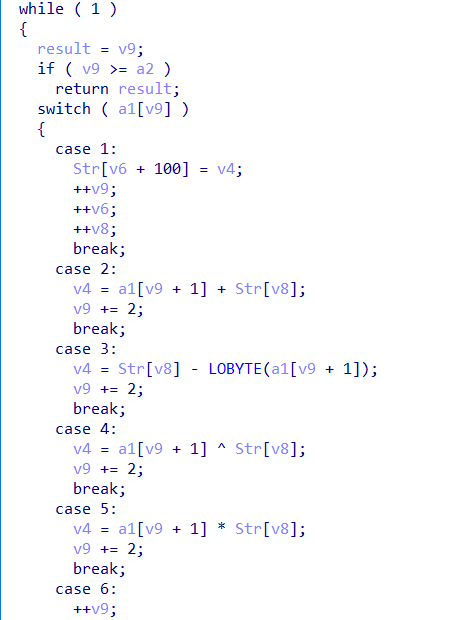 while ( 1 )
{
result = v9;
if ( v9 >= a2 )
return result;
switch ( a1[v9] )
{
case 1:
Str[v6 + 100] = v4;
++v9;
++v6;
++v8;
break;
case 2:
v4 = a1[v9 + 1] + Str[v8];
v9 += 2;
break;
case 3:
v4 = Str[v8] - LOBYTE(a1[v9 + 1]);
v9 += 2;
break;
case 4:
v4 = a1[v9 + 1] ^ Str[v8];
v9 += 2;
break;
case 5:
v4 = a1[v9 + 1] * Str[v8];
v9 += 2;
break;
case 6:
++v9;